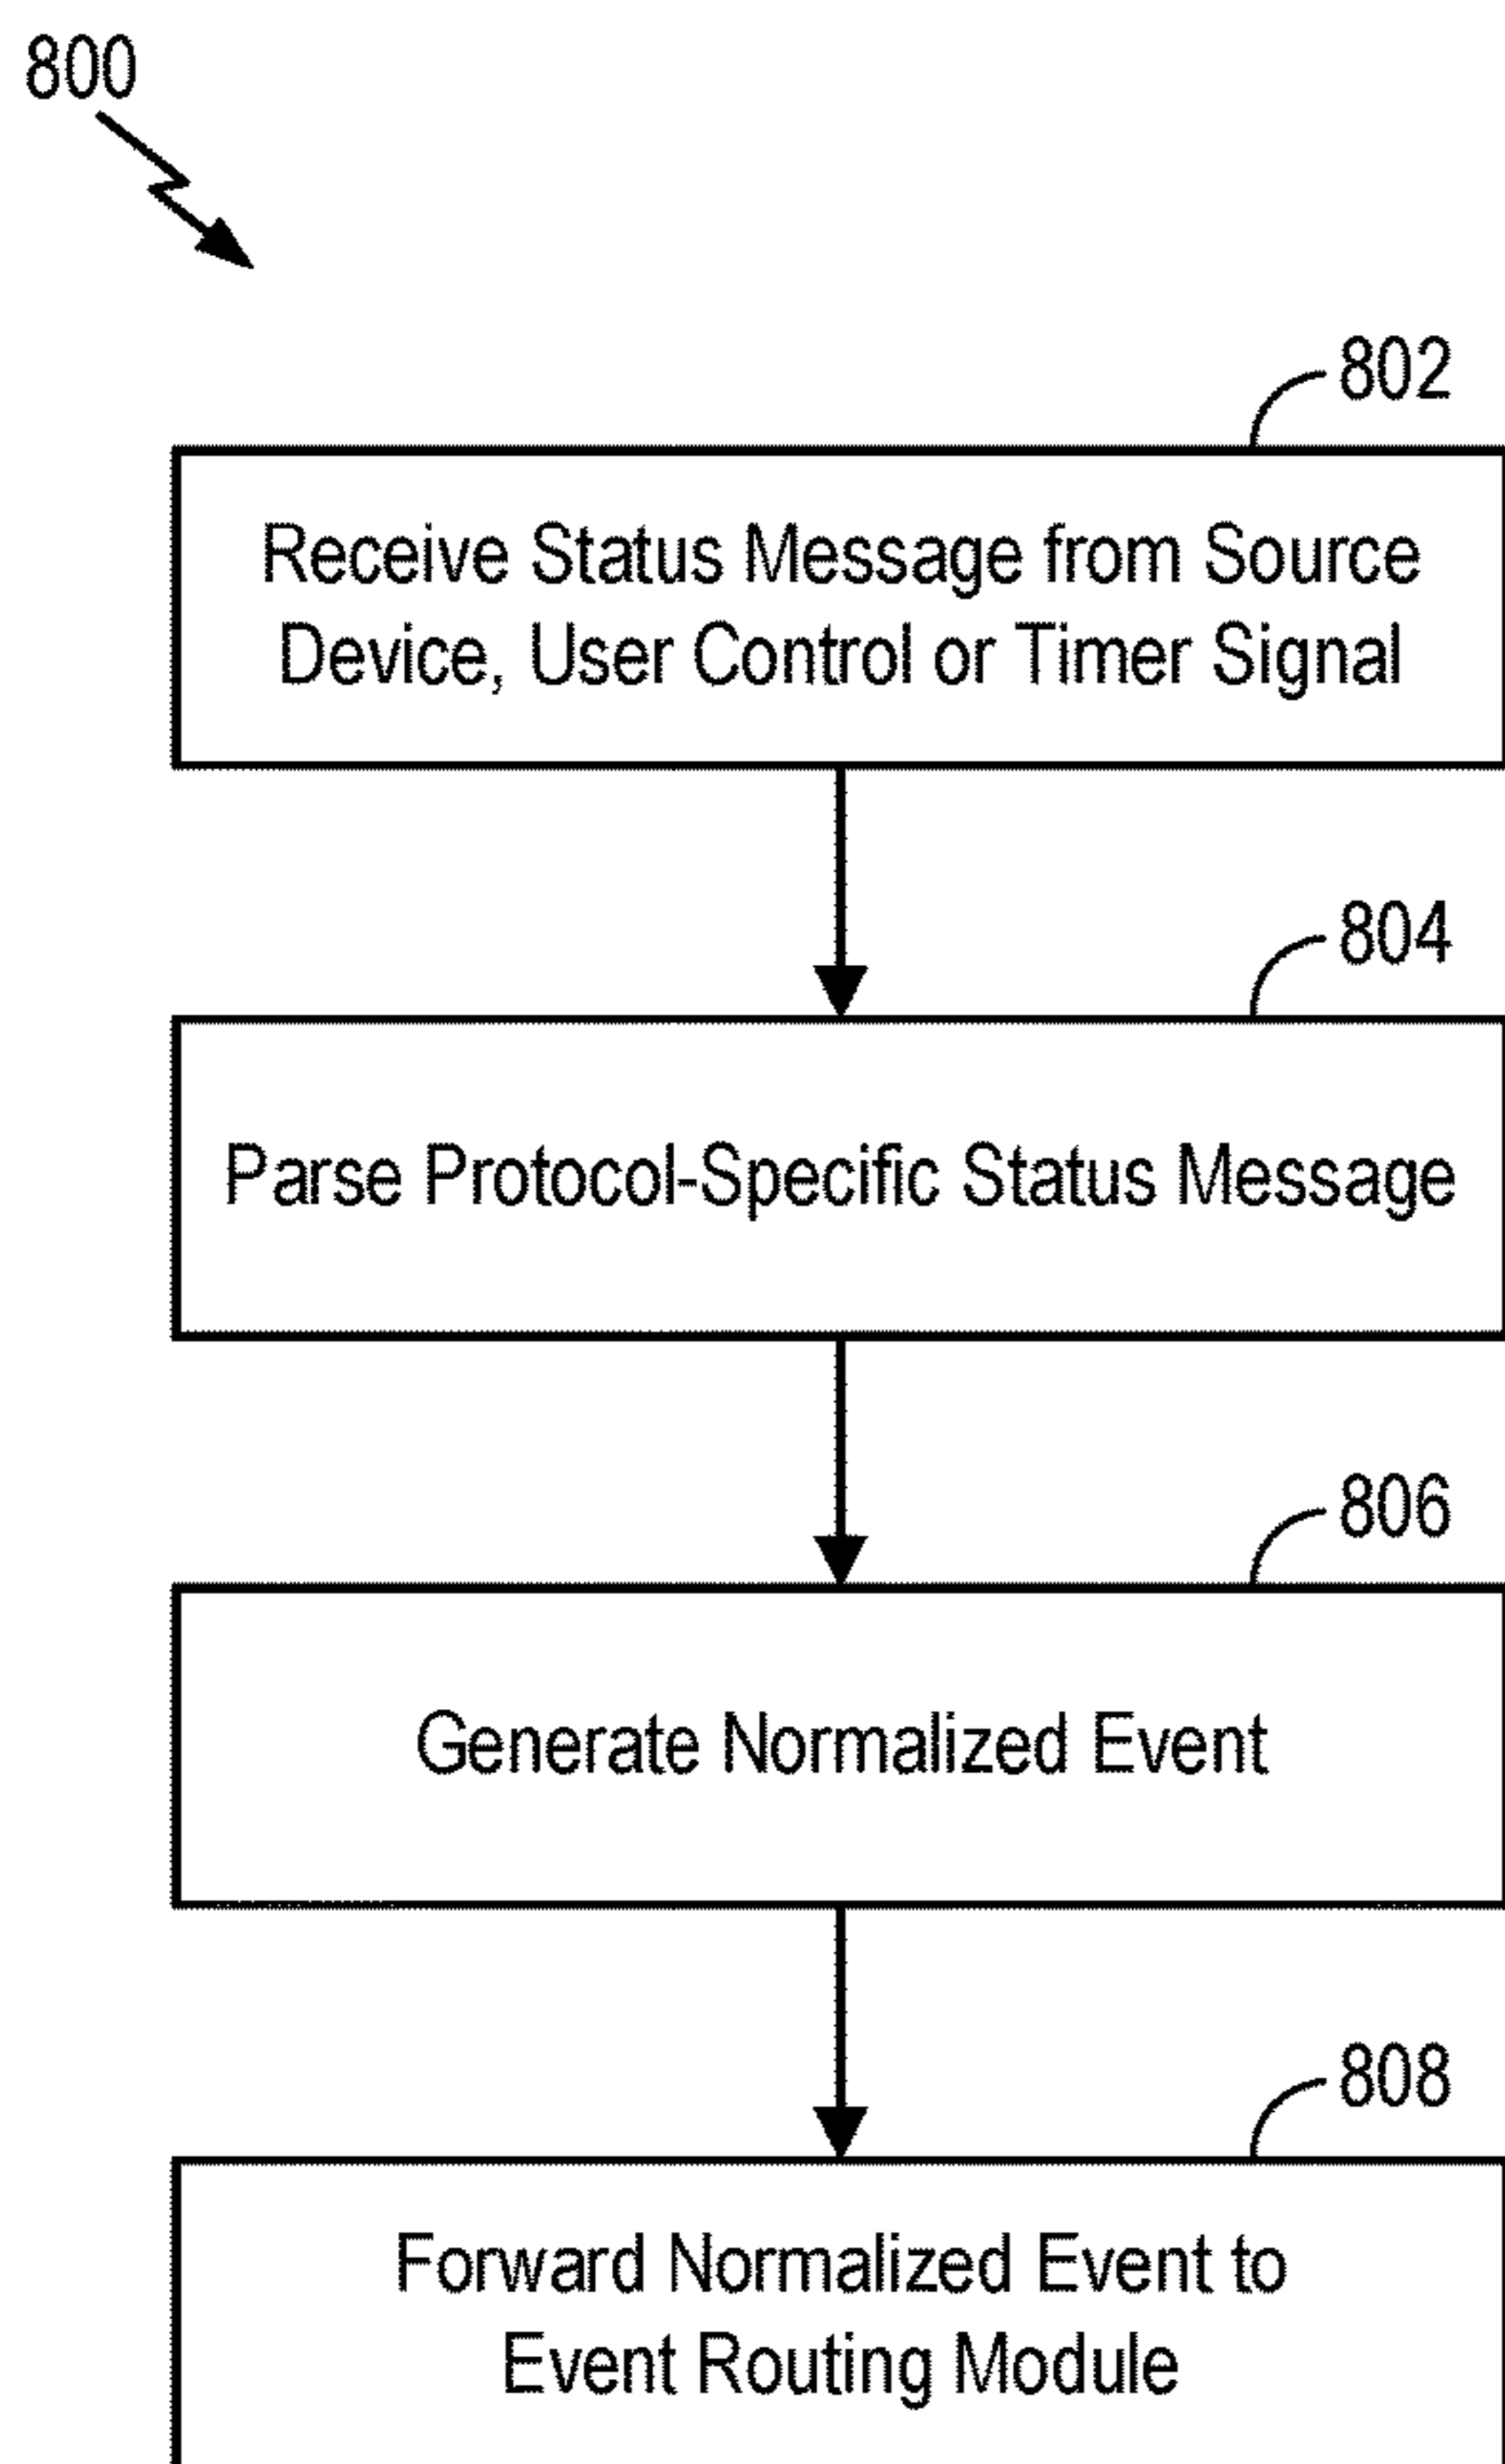 800
802
Receive Status Message from Source
Device, User Control or Timer Signal
804
Parse Protocol-Specific Status Message
806
Generate Normalized Event
808
Forward Normalized Event to
Event Routing Module